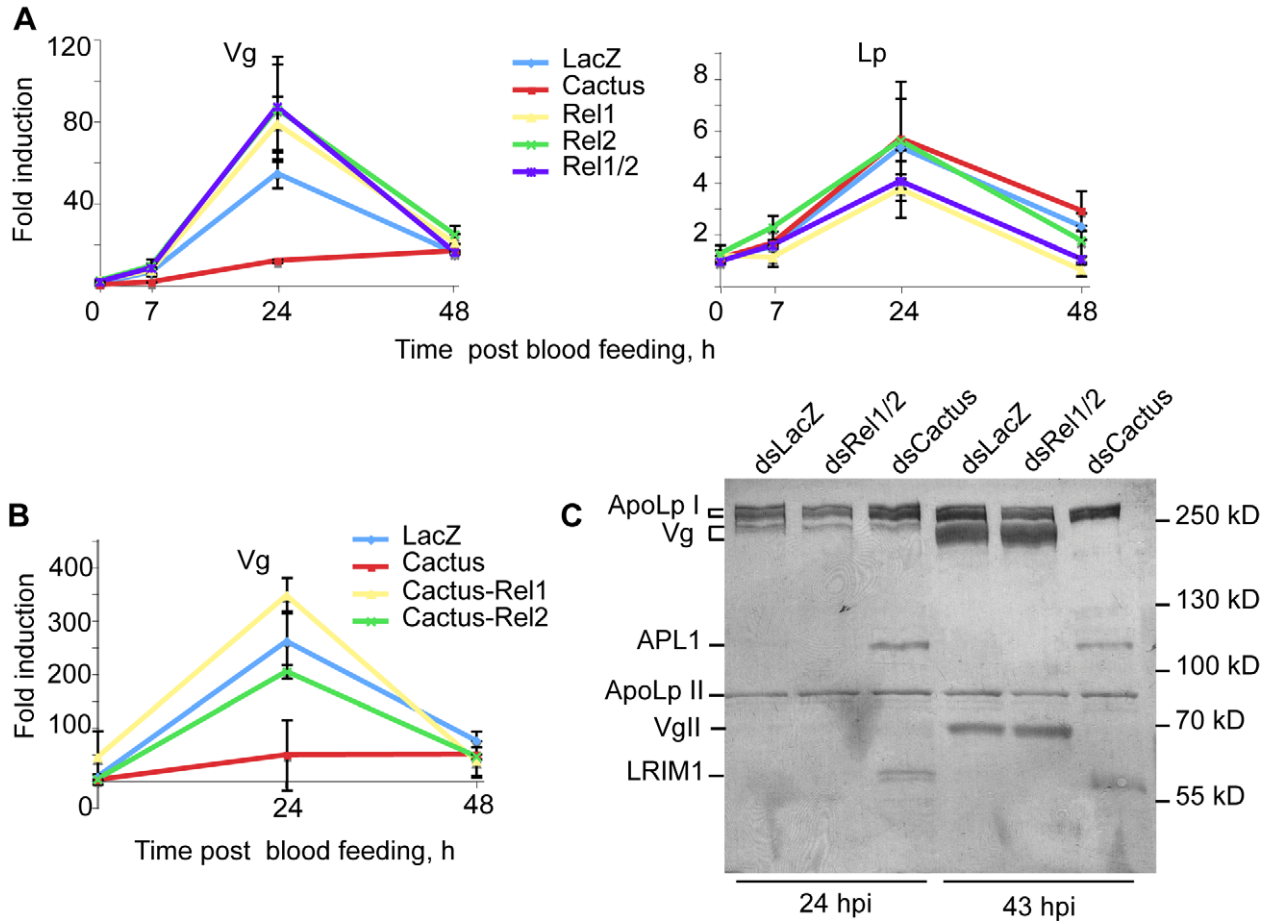 A
Vg
Fold induction
120
80
40
0
7
24
48
LacZ
Cactus
Rel1
Rel2
Rel1/2
Lp
8
6
4
2
0
7
24
48
Time post blood feeding, h
B
Vg
Fold induction
400
300
200
100
0
24
48
LacZ
Cactus
Cactus-Rel1
Cactus-Rel2
Time post blood feeding, h
C
dsLacZ
dsRel1/2
dsCactus
dsLacZ
dsRel1/2
dsCactus
ApoLp I
Vg
APL1
ApoLp II
VgII
LRIM1
250 kD
130 kD
100 kD
70 kD
55 kD
24 hpi
43 hpi